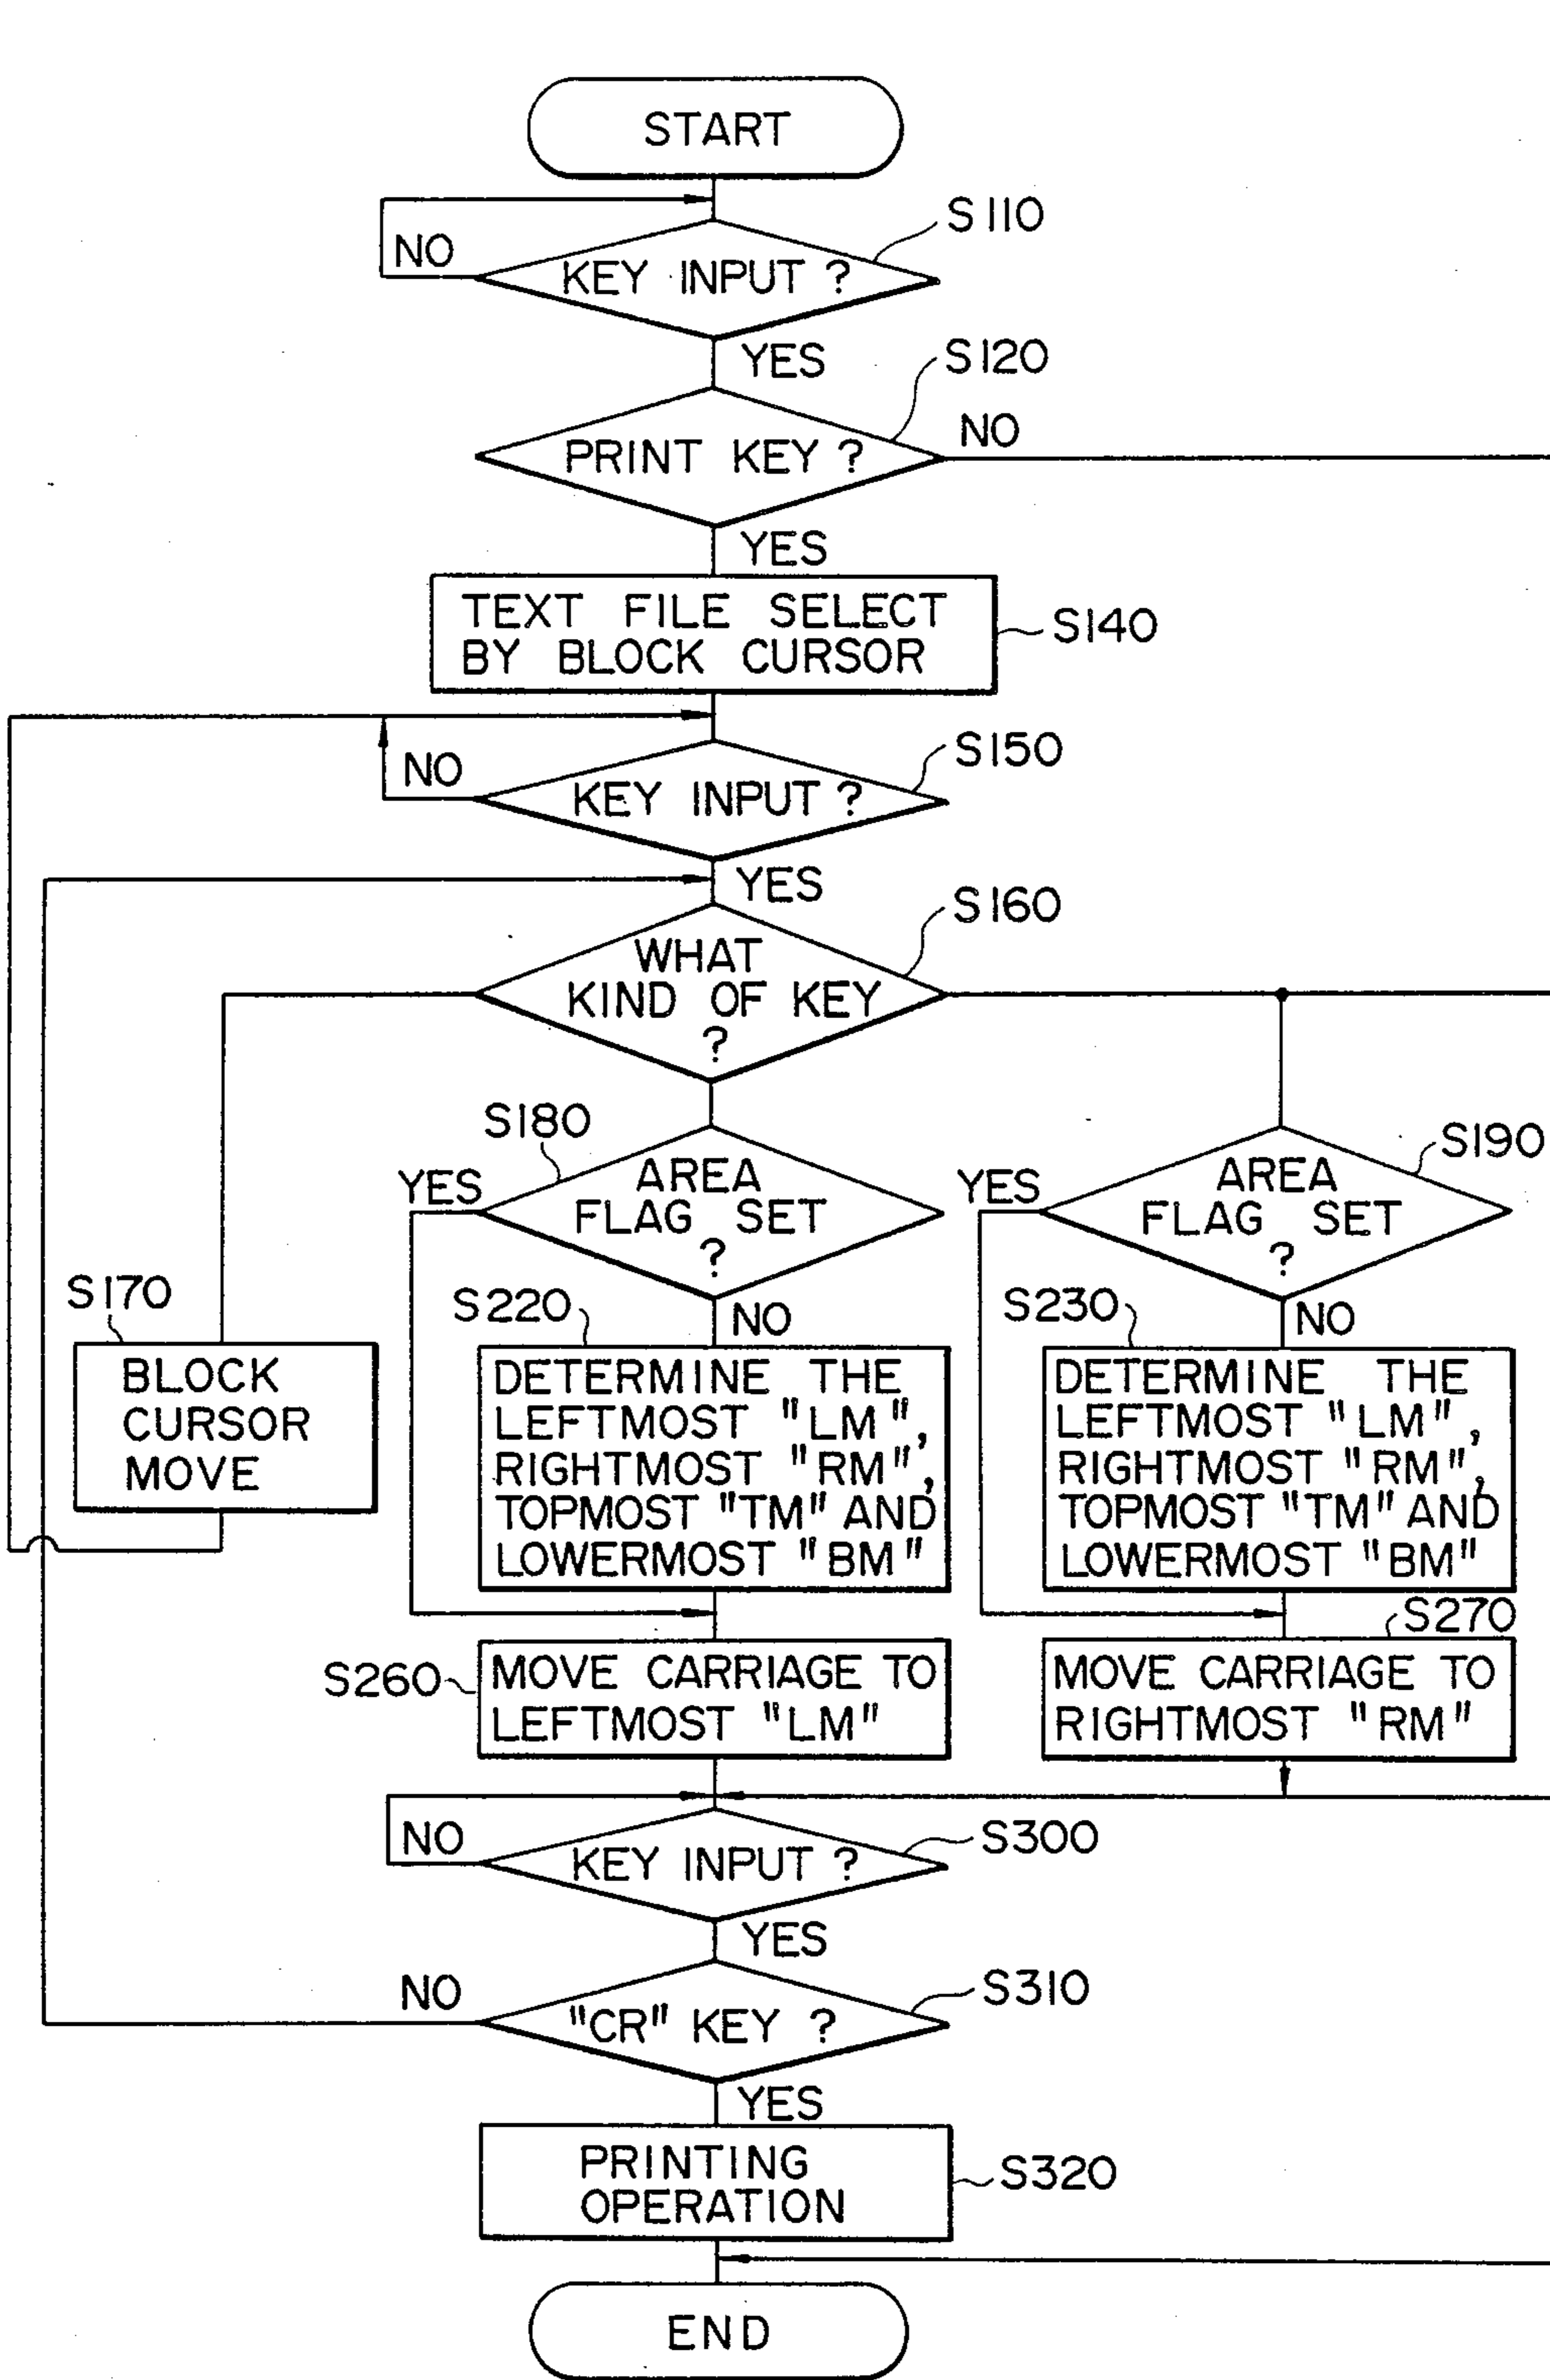 START
S110
NO
KEY INPUT ?
YES
S120
PRINT KEY ?
NO
YES
TEXT FILE SELECT
BY BLOCK CURSOR
S140
S150
NO
KEY INPUT ?
YES
S160
WHAT
KIND OF KEY
?
S180
YES
AREA
FLAG SET
?
S190
YES
AREA
FLAG SET
?
S170
BLOCK
CURSOR
MOVE
S220
NO
DETERMINE THE
LEFTMOST "LM",
RIGHTMOST "RM",
TOPMOST "TM" AND
LOWERMOST "BM"
S230
NO
DETERMINE THE
LEFTMOST "LM",
RIGHTMOST "RM",
TOPMOST "TM" AND
LOWERMOST "BM"
S260
MOVE CARRIAGE TO
LEFTMOST "LM"
S270
MOVE CARRIAGE TO
RIGHTMOST "RM"
NO
KEY INPUT ?
S300
YES
NO
"CR" KEY ?
S310
YES
PRINTING
OPERATION
S320
END